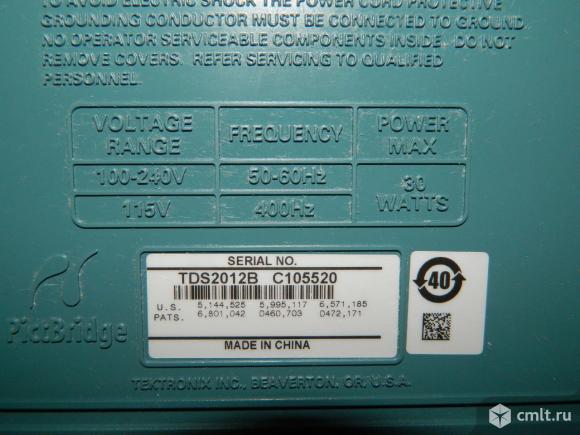 TO AVOID ELECTRIC SHOCK THE POWER CORD PROTECTIVE
GROUNDING CONDUCTOR MUST BE CONNECTED TO GROUND
NO OPERATOR SERVICEABLE COMPONENTS INSIDE. DO NOT
REMOVE COVERS. REFER SERVICING TO QUALIFIED
PERSONNEL.
VOLTAGE RANGE FREQUENCY POWER MAX
100-240V 50-60Hz 30 WATTS
115V 400Hz
SERIAL NO.
TDS2012B C105520
U.S. 5,144,525 5,995,117 6,571,185
PATS. 6,801,042 D460,703 D472,171
MADE IN CHINA
40
PictBridge
TEKTRONIX INC., BEAVERTON, OR, U.S.A.
cmlt.ru